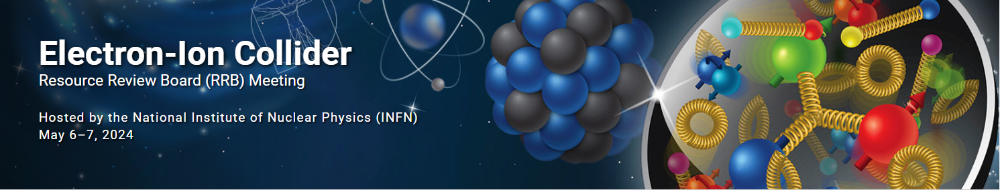 Electron-Ion Collider
Resource Review Board (RRB) Meeting
Hosted by the National Institute of Nuclear Physics (INFN)
May 6–7, 2024